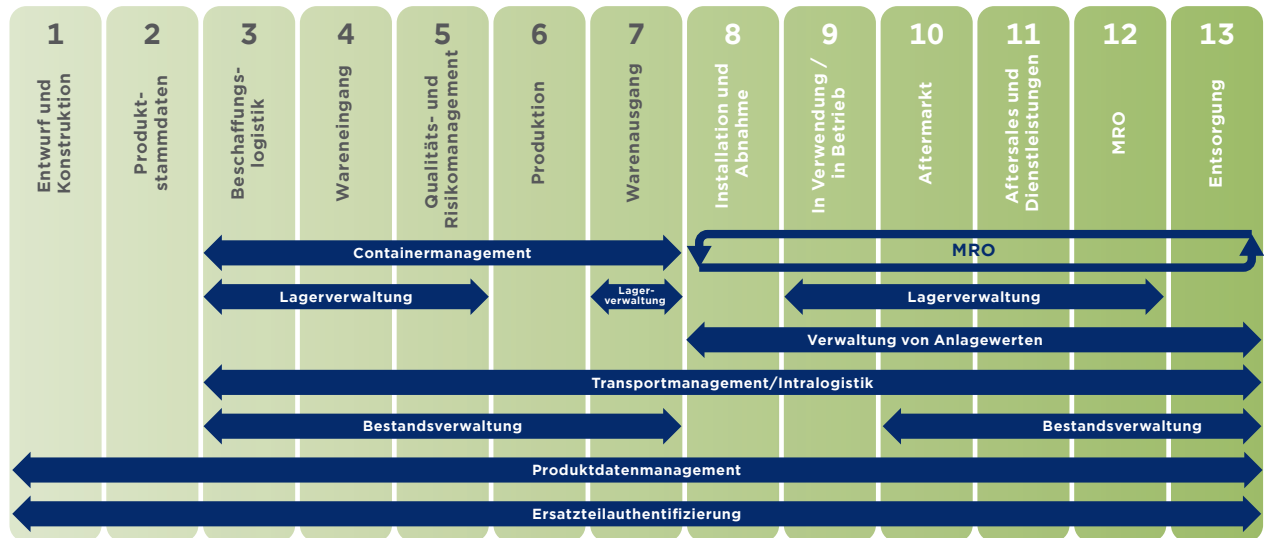 1
2
3
4
5
6
7
8
9
10
11
12
13
Entwurf und
Konstruktion
Produkt-
stammdaten
Beschaffungs-
logistik
Wareneingang
Qualitäts- und
Risikomanagement
Produktion
Warenausgang
Installation und
Abnahme
In Verwendung /
in Betrieb
Aftermarkt
Aftersales und
Dienstleistungen
MRO
Entsorgung
Containermanagement
MRO
Lagerverwaltung
Lager-
verwaltung
Lagerverwaltung
Verwaltung von Anlagewerten
Transportmanagement/Intralogistik
Bestandsverwaltung
Bestandsverwaltung
Produktdatenmanagement
Ersatzteilauthentifizierung